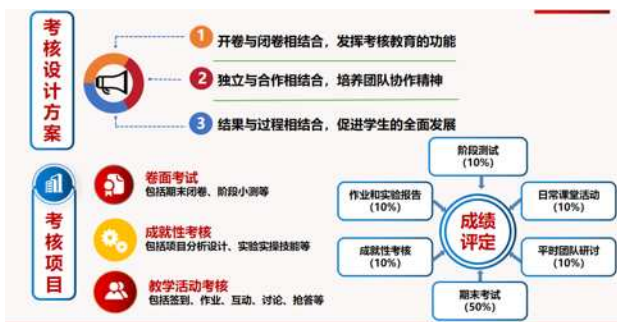 考核设计方案
1 开卷与闭卷相结合，发挥考核教育的功能
2 独立与合作相结合，培养团队协作精神
3 结果与过程相结合，促进学生的全面发展
考核项目
卷面考试
包括期末闭卷、阶段小测等
成就性考核
包括项目分析设计、实验实操技能等
教学活动考核
包括签到、作业、互动、讨论、抢答等
阶段测试
(10%)
作业和实验报告
(10%)
日常课堂活动
(10%)
成绩
评定
成就性考核
(10%)
平时团队研讨
(10%)
期末考试
(50%)